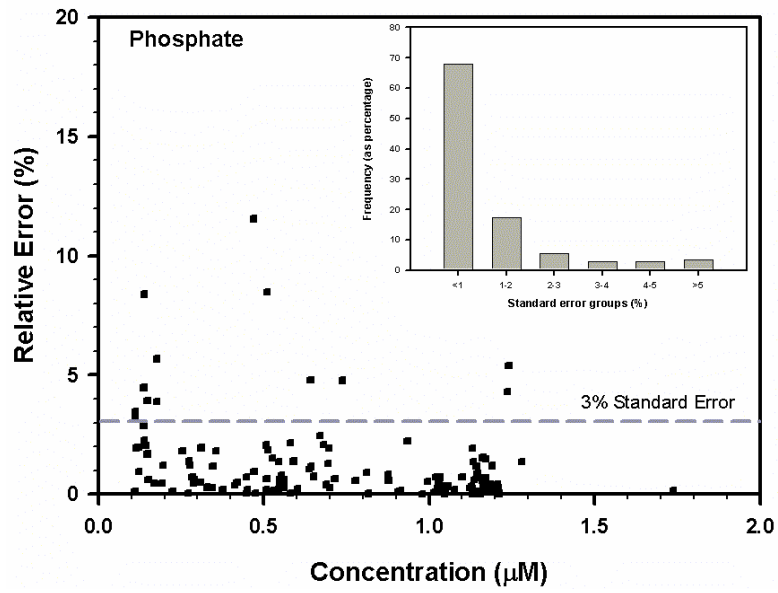 Phosphate
20
15
10
5
0
Relative Error (%)
0.0 0.5 1.0 1.5 2.0
Concentration (µM)
3% Standard Error
80
70
60
50
40
30
20
10
0
Frequency (as percentage)
<1 1-2 2-3 3-4 4-5 >5
Standard error groups (%)